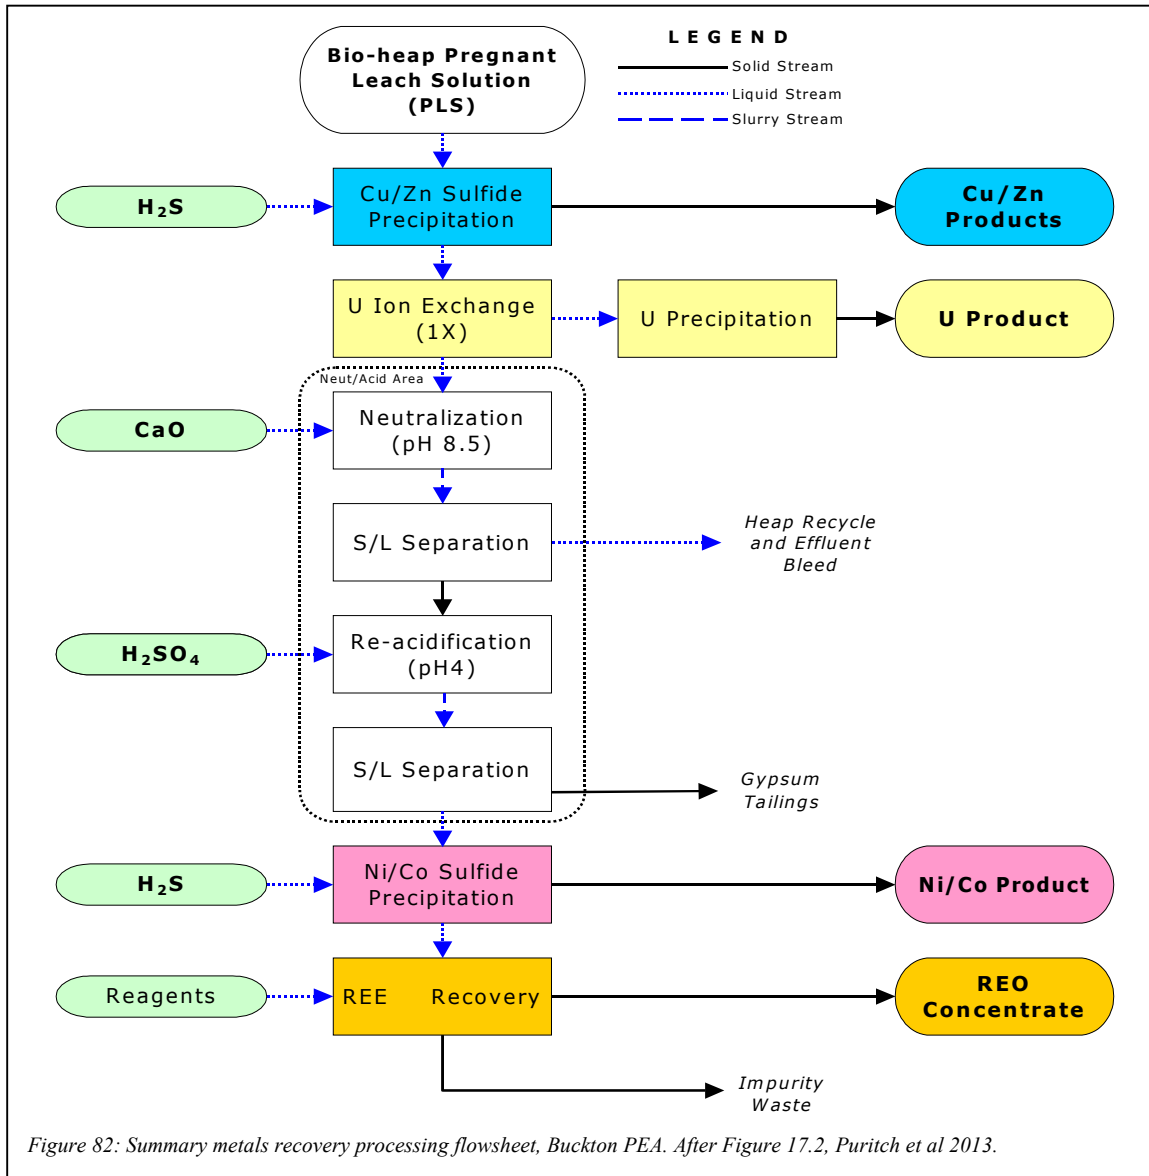 LEGEND
Solid Stream
Liquid Stream
Slurry Stream
Bio-heap Pregnant
Leach Solution
(PLS)
H₂S
Cu/Zn Sulfide
Precipitation
Cu/Zn
Products
U Ion Exchange
(1X)
U Precipitation
U Product
Neut/Acid Area
CaO
Neutralization
(pH 8.5)
S/L Separation
Heap Recycle
and Effluent
Bleed
H₂SO₄
Re-acidification
(pH4)
S/L Separation
Gypsum
Tailings
H₂S
Ni/Co Sulfide
Precipitation
Ni/Co Product
Reagents
REE Recovery
REO
Concentrate
Impurity
Waste
Figure 82: Summary metals recovery processing flowsheet, Buckton PEA. After Figure 17.2, Puritch et al 2013.